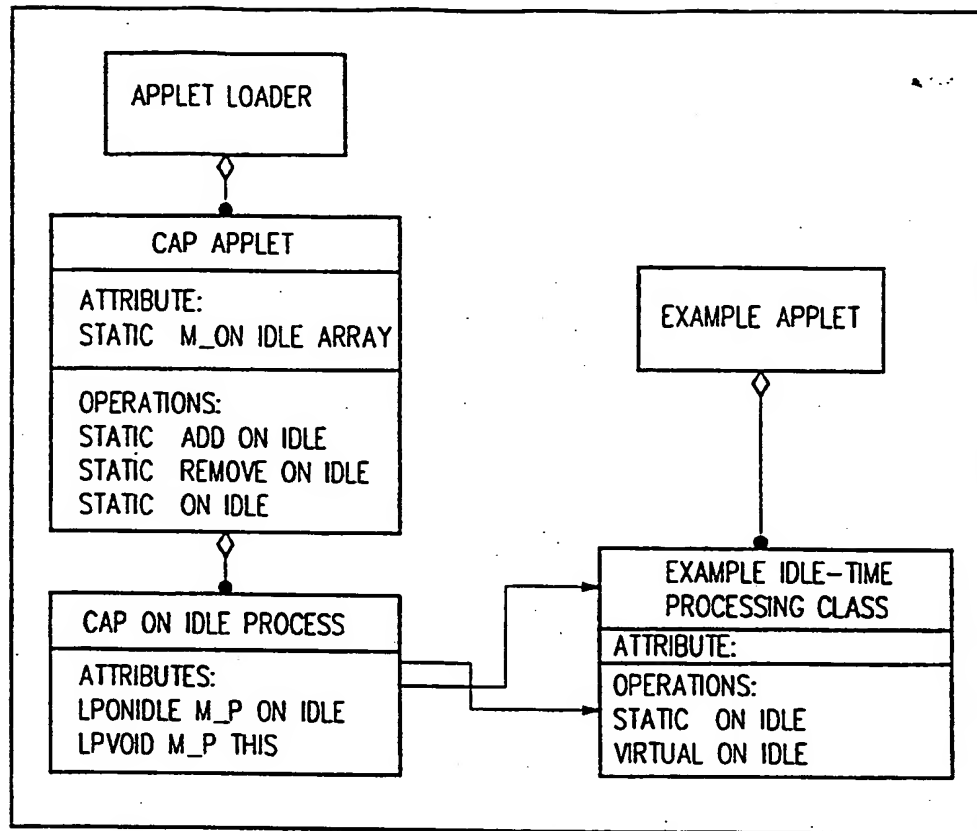 APPLET LOADER
CAP APPLET
ATTRIBUTE:
STATIC M_ON IDLE ARRAY
OPERATIONS:
STATIC ADD ON IDLE
STATIC REMOVE ON IDLE
STATIC ON IDLE
CAP ON IDLE PROCESS
ATTRIBUTES:
LPONIDLE M_P ON IDLE
LPVOID M_P THIS
EXAMPLE APPLET
EXAMPLE IDLE-TIME
PROCESSING CLASS
ATTRIBUTE:
OPERATIONS:
STATIC ON IDLE
VIRTUAL ON IDLE